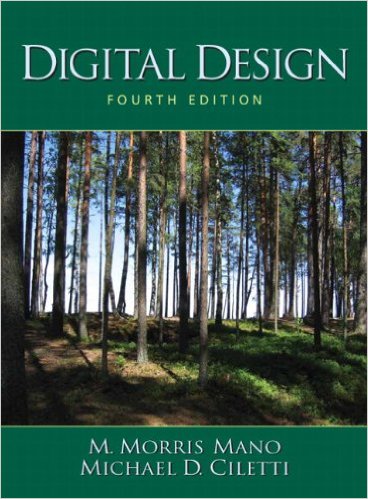 DIGITAL DESIGN
FOURTH EDITION
M. MORRIS MANO
MICHAEL D. CILETTI